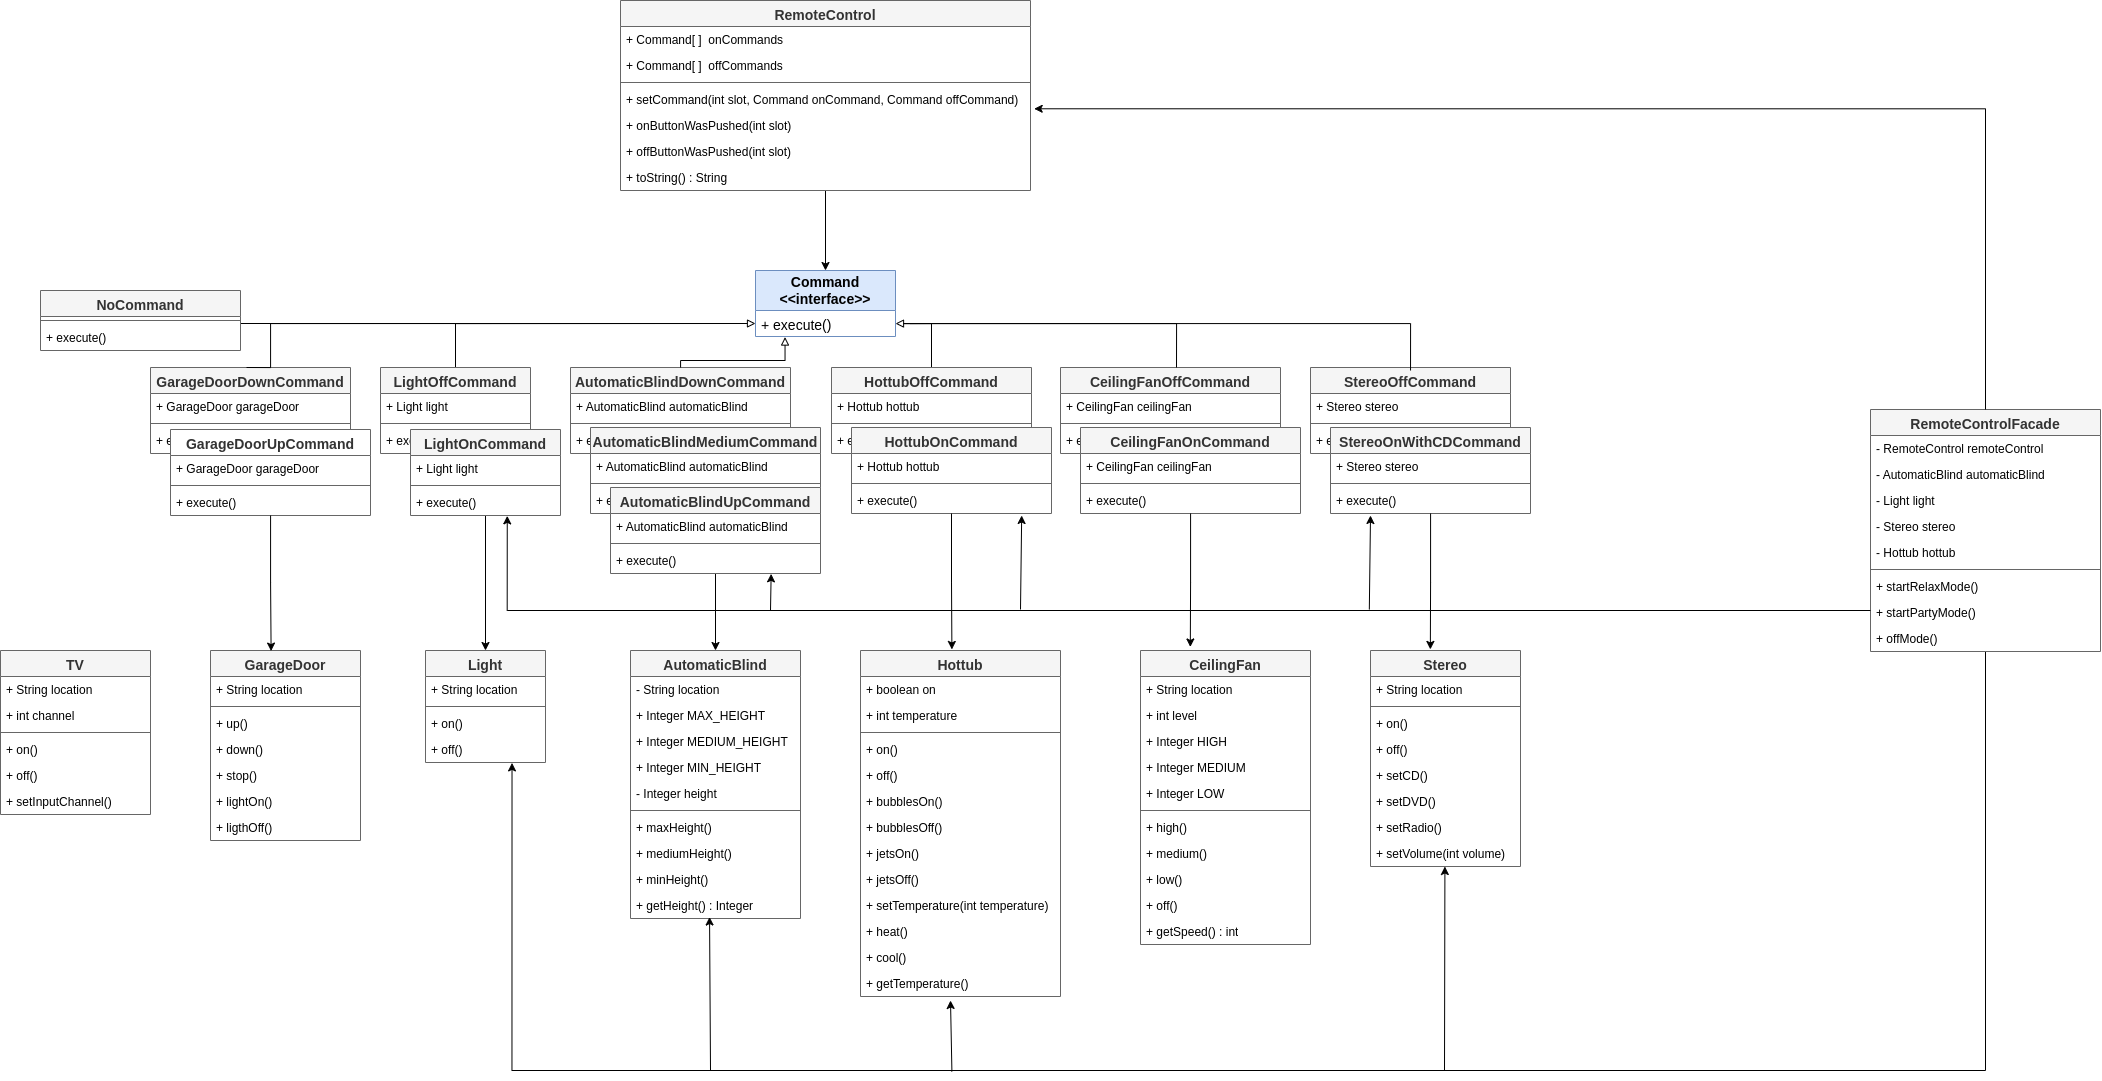 RemoteControl
+ Command[ ]  onCommands
+ Command[ ]  offCommands
+ setCommand(int slot, Command onCommand, Command offCommand)
+ onButtonWasPushed(int slot)
+ offButtonWasPushed(int slot)
+ toString() : String
Command
<<interface>>
+ execute()
NoCommand
+ execute()
GarageDoorDownCommand
+ GarageDoor garageDoor
+ e
GarageDoorUpCommand
+ GarageDoor garageDoor
+ execute()
LightOffCommand
+ Light light
+ exe
LightOnCommand
+ Light light
+ execute()
AutomaticBlindDownCommand
+ AutomaticBlind automaticBlind
+ e
AutomaticBlindMediumCommand
+ AutomaticBlind automaticBlind
+ e
AutomaticBlindUpCommand
+ AutomaticBlind automaticBlind
+ execute()
HottubOffCommand
+ Hottub hottub
+ e
HottubOnCommand
+ Hottub hottub
+ execute()
CeilingFanOffCommand
+ CeilingFan ceilingFan
+ e
CeilingFanOnCommand
+ CeilingFan ceilingFan
+ execute()
StereoOffCommand
+ Stereo stereo
+ e
StereoOnWithCDCommand
+ Stereo stereo
+ execute()
RemoteControlFacade
- RemoteControl remoteControl
- AutomaticBlind automaticBlind
- Light light
- Stereo stereo
- Hottub hottub
+ startRelaxMode()
+ startPartyMode()
+ offMode()
TV
+ String location
+ int channel
+ on()
+ off()
+ setInputChannel()
GarageDoor
+ String location
+ up()
+ down()
+ stop()
+ lightOn()
+ ligthOff()
Light
+ String location
+ on()
+ off()
AutomaticBlind
- String location
+ Integer MAX_HEIGHT
+ Integer MEDIUM_HEIGHT
+ Integer MIN_HEIGHT
- Integer height
+ maxHeight()
+ mediumHeight()
+ minHeight()
+ getHeight() : Integer
Hottub
+ boolean on
+ int temperature
+ on()
+ off()
+ bubblesOn()
+ bubblesOff()
+ jetsOn()
+ jetsOff()
+ setTemperature(int temperature)
+ heat()
+ cool()
+ getTemperature()
CeilingFan
+ String location
+ int level
+ Integer HIGH
+ Integer MEDIUM
+ Integer LOW
+ high()
+ medium()
+ low()
+ off()
+ getSpeed() : int
Stereo
+ String location
+ on()
+ off()
+ setCD()
+ setDVD()
+ setRadio()
+ setVolume(int volume)